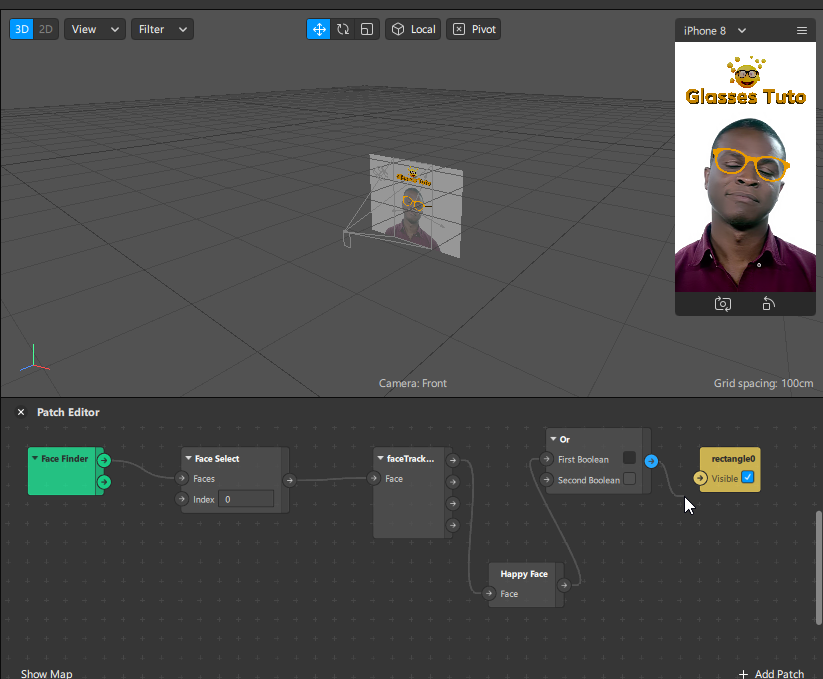 3D 2D View Filter Local Pivot iPhone 8
Glasses Tuto
Camera: Front Grid spacing: 100cm
Patch Editor
Face Finder
Face Select
Faces
Index 0
faceTrack...
Face
Or
First Boolean
Second Boolean
rectangle0
Visible
Happy Face
Face
Show Map + Add Patch